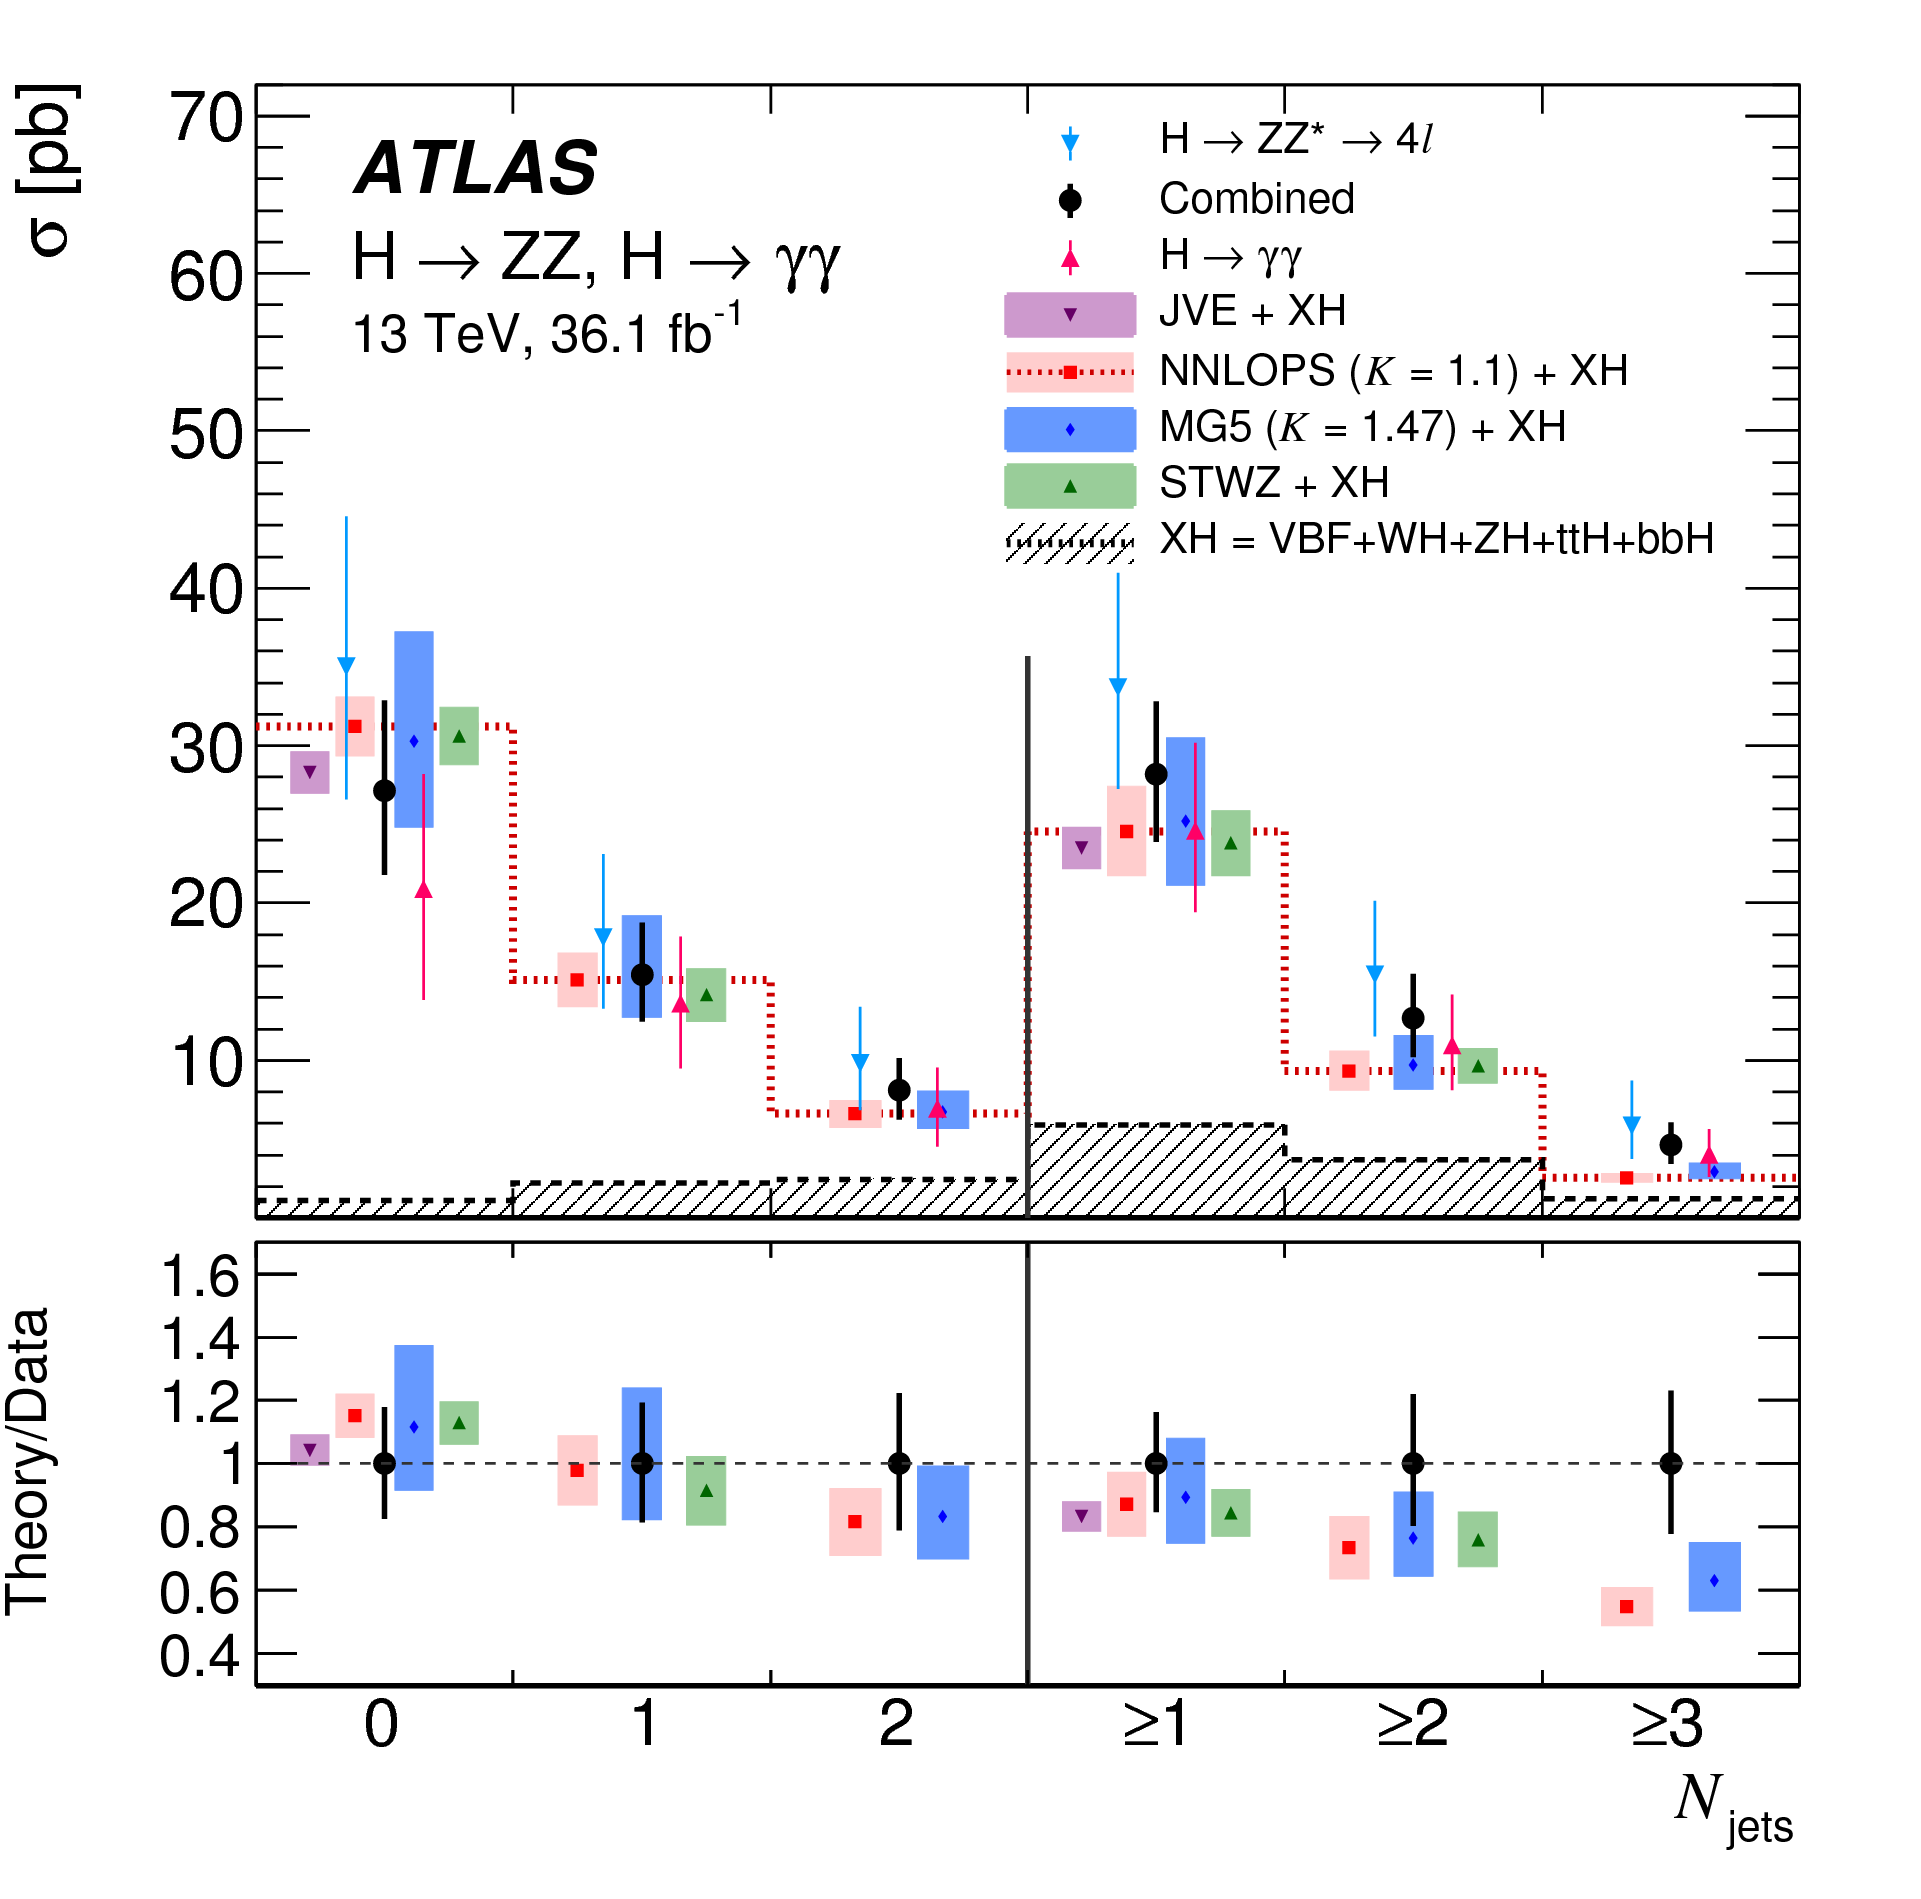 σ [pb]
70
60
50
40
30
20
10
ATLAS
H → ZZ, H → γγ
13 TeV, 36.1 fb⁻¹
H → ZZ* → 4l
Combined
H → γγ
JVE + XH
NNLOPS (K = 1.1) + XH
MG5 (K = 1.47) + XH
STWZ + XH
XH = VBF+WH+ZH+ttH+bbH
Theory/Data
1.6
1.4
1.2
1
0.8
0.6
0.4
0 1 2 ≥1 ≥2 ≥3
N jets